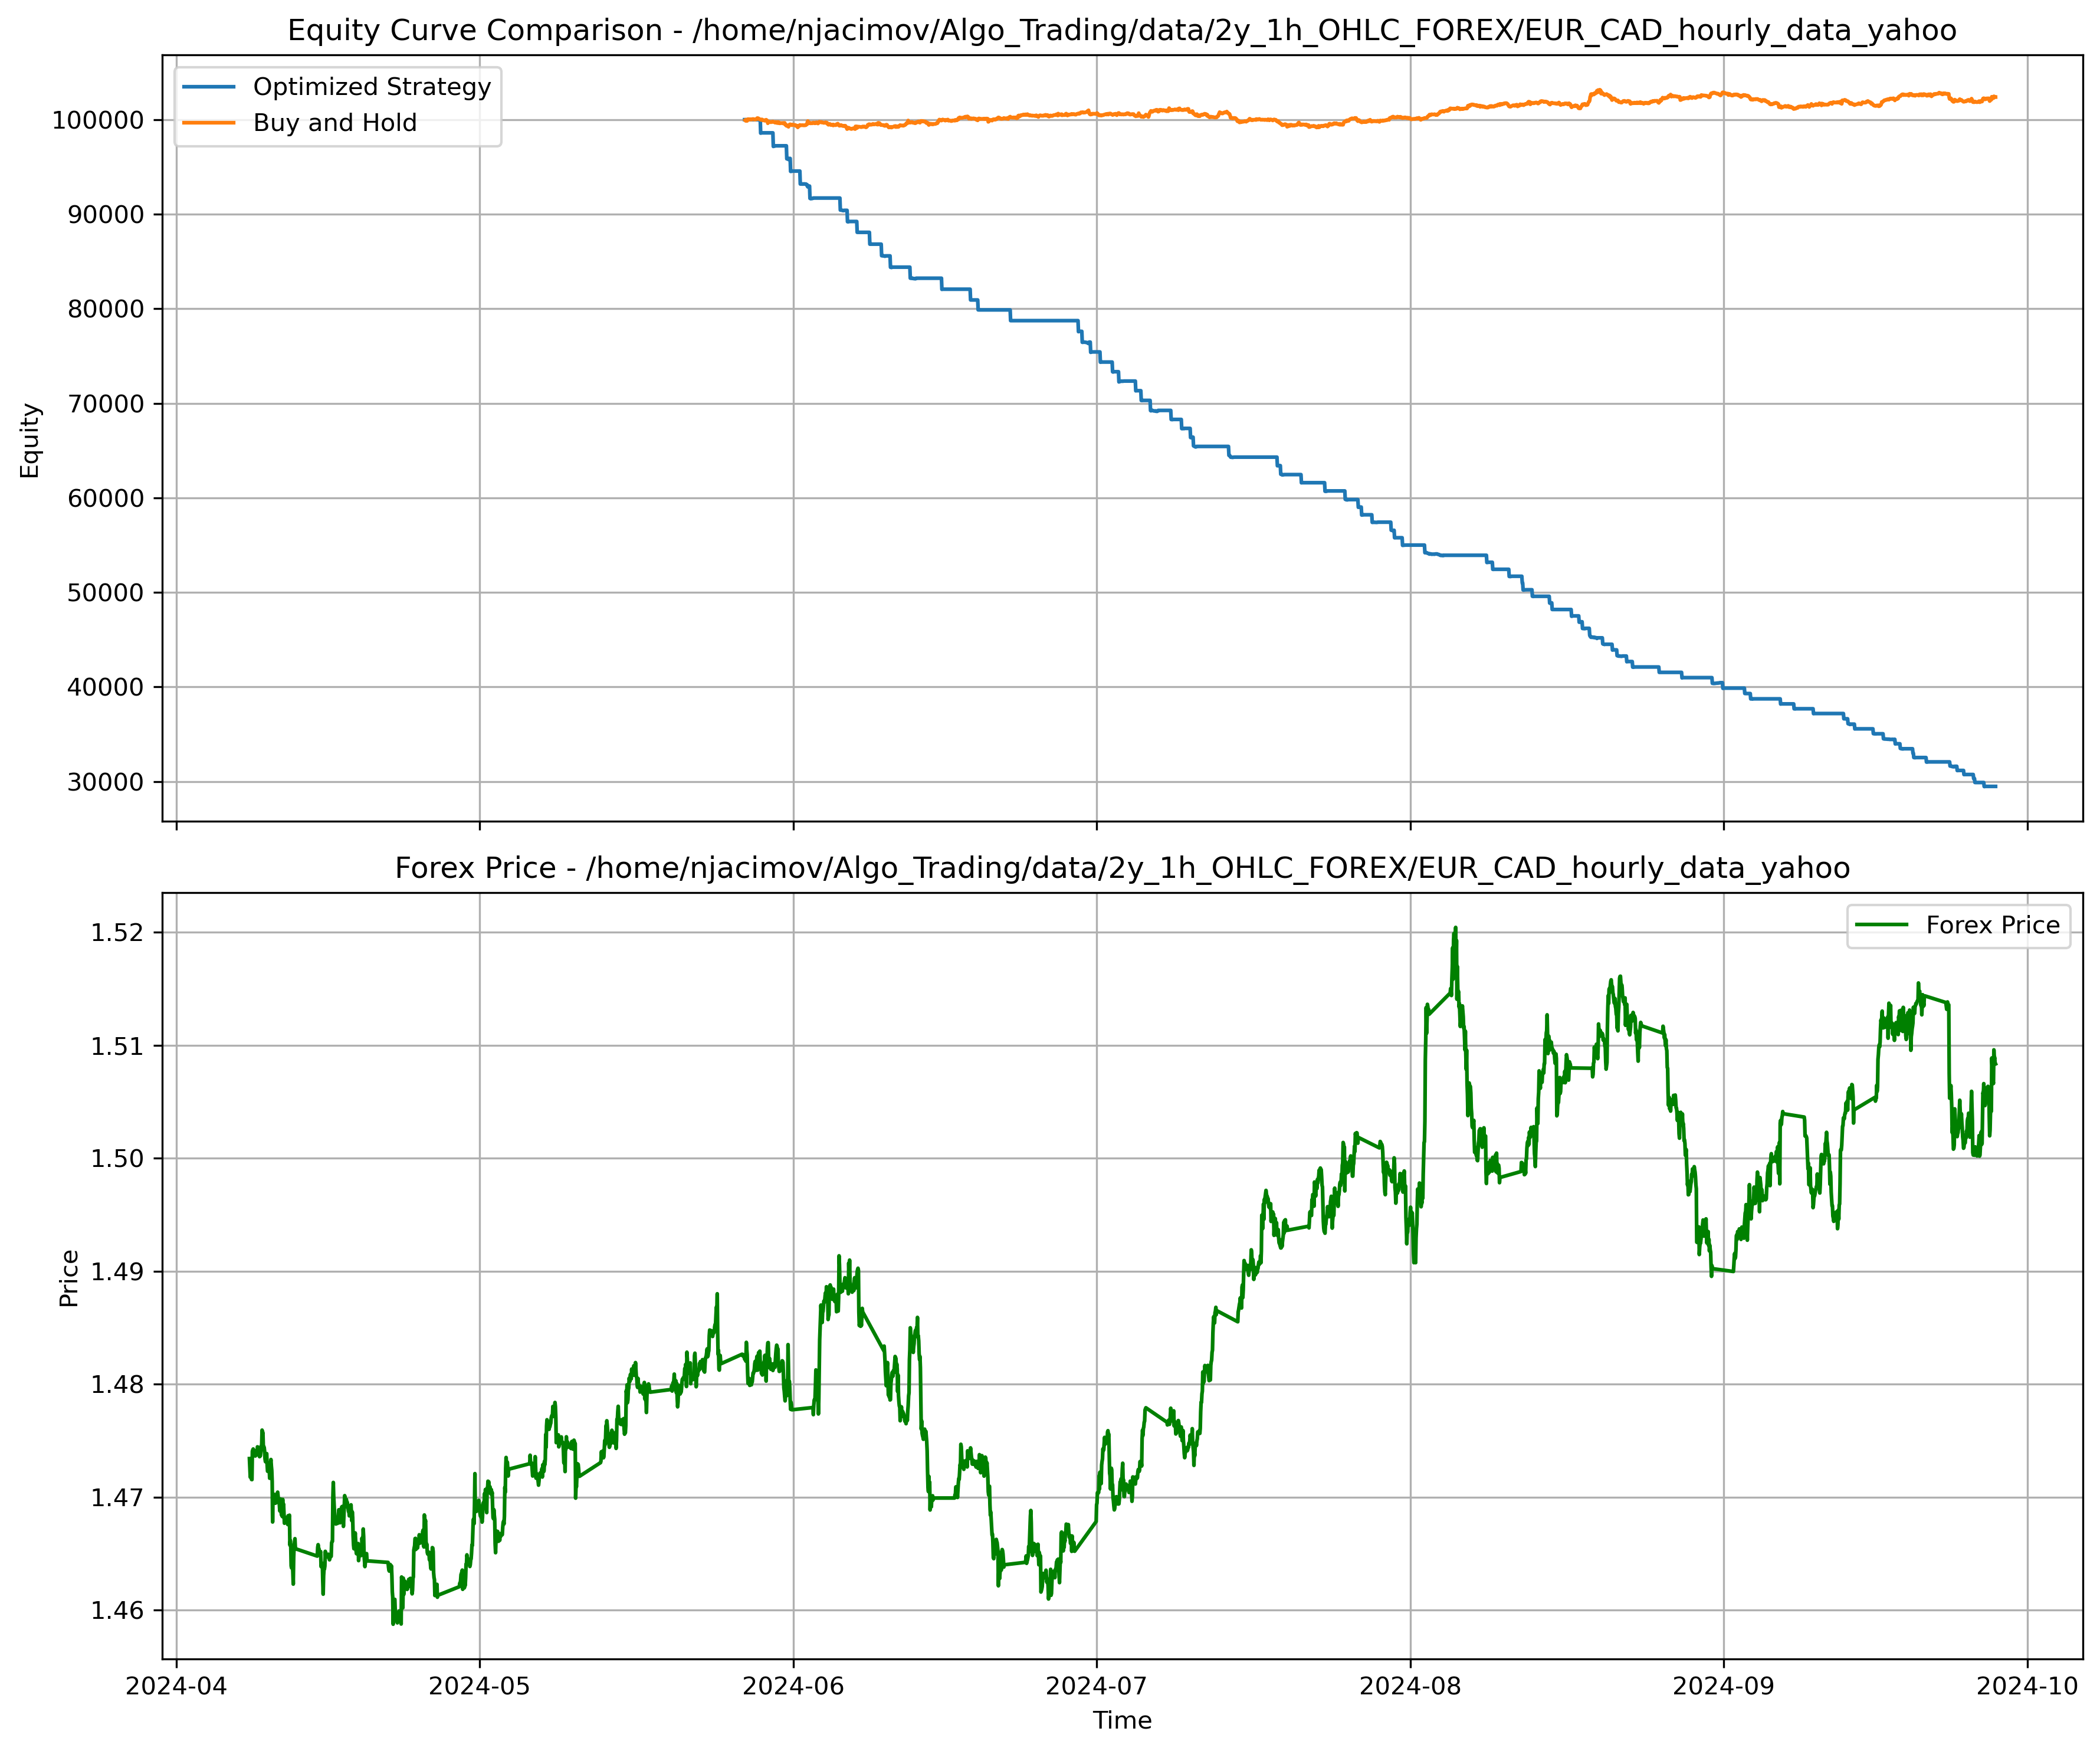 Equity Curve Comparison - /home/njacimov/Algo_Trading/data/2y_1h_OHLC_FOREX/EUR_CAD_hourly_data_yahoo
Optimized Strategy
Buy and Hold
100000
90000
80000
70000
60000
50000
40000
30000
Equity
Forex Price - /home/njacimov/Algo_Trading/data/2y_1h_OHLC_FOREX/EUR_CAD_hourly_data_yahoo
Forex Price
1.52
1.51
1.50
1.49
1.48
1.47
1.46
Price
2024-04
2024-05
2024-06
2024-07
2024-08
2024-09
2024-10
Time